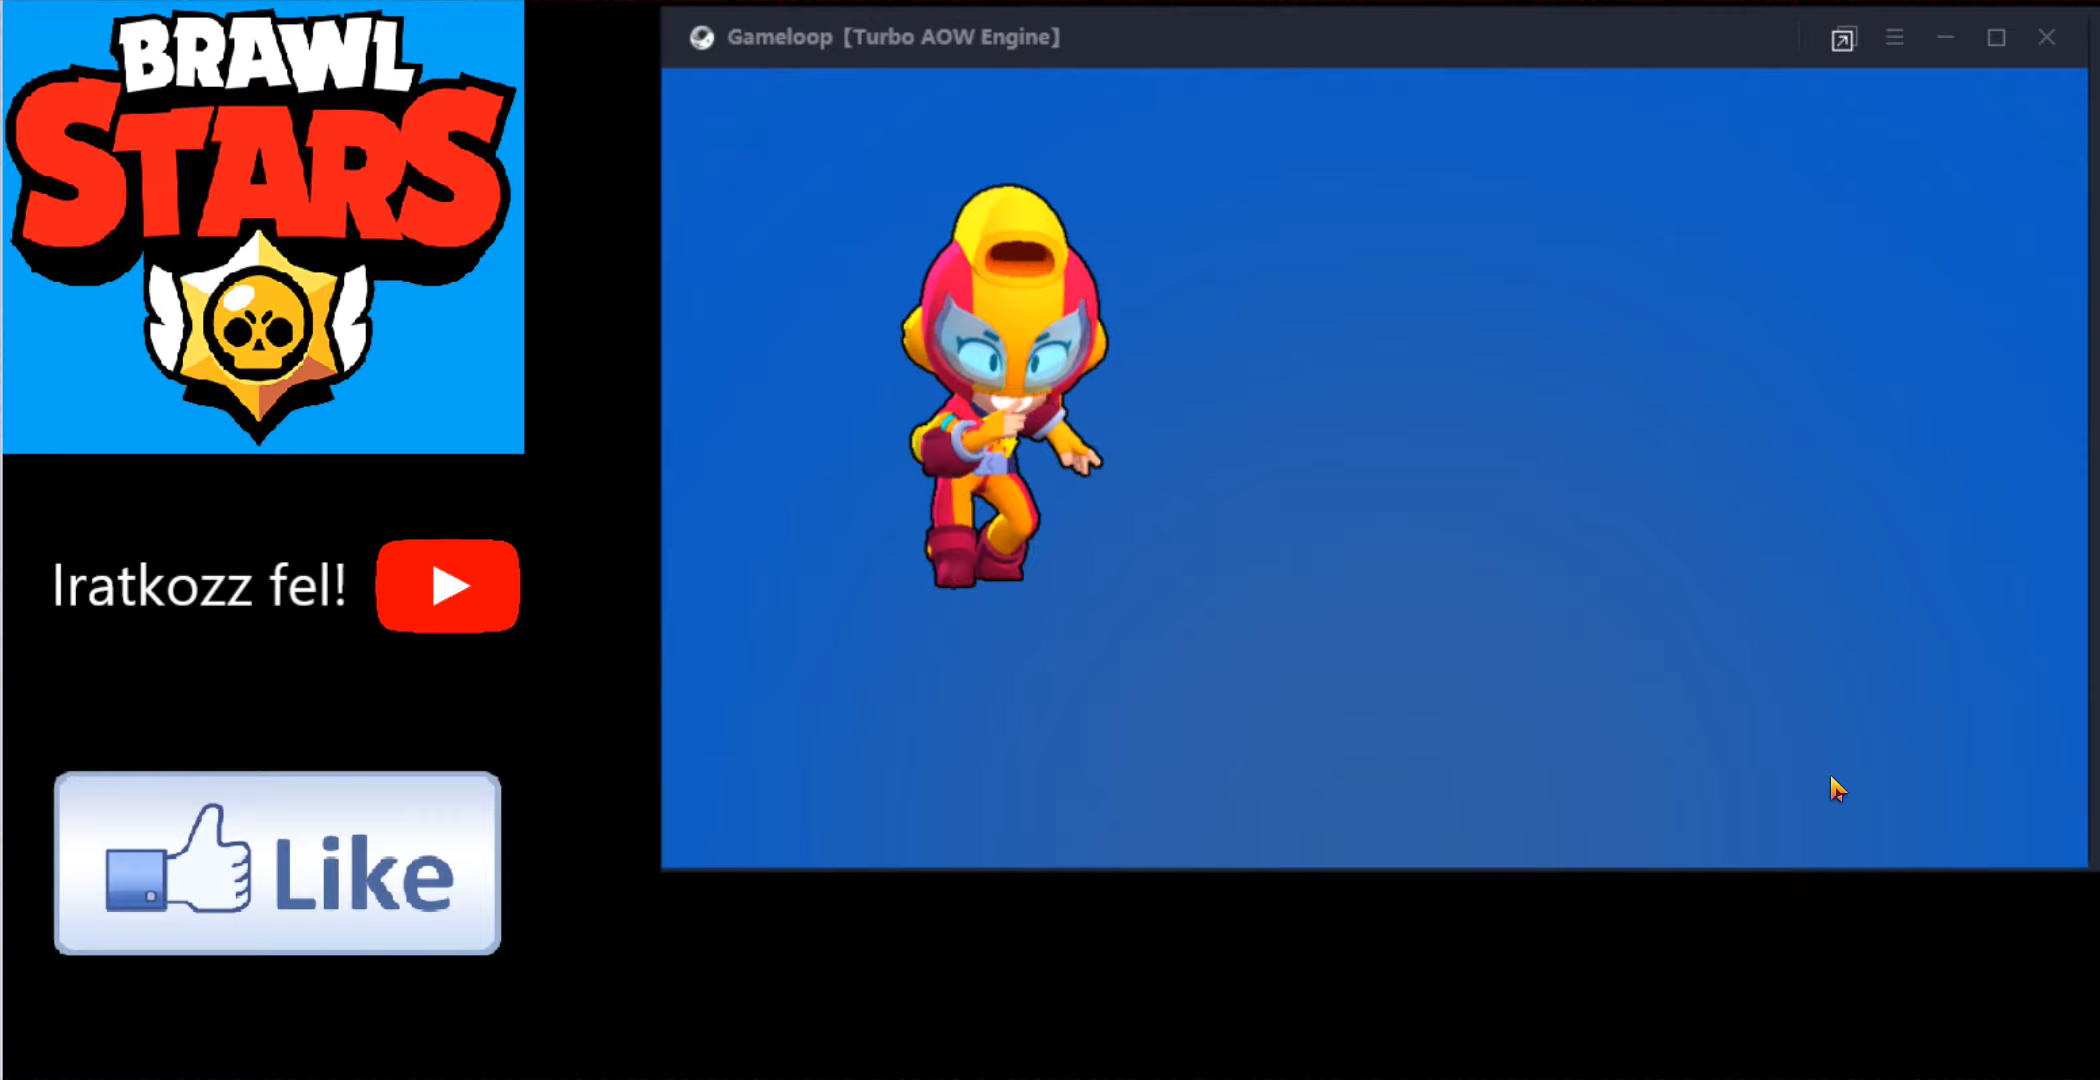 BRAWL
STARS
Gameloop【Turbo AOW Engine】
Iratkozz fel!
Like